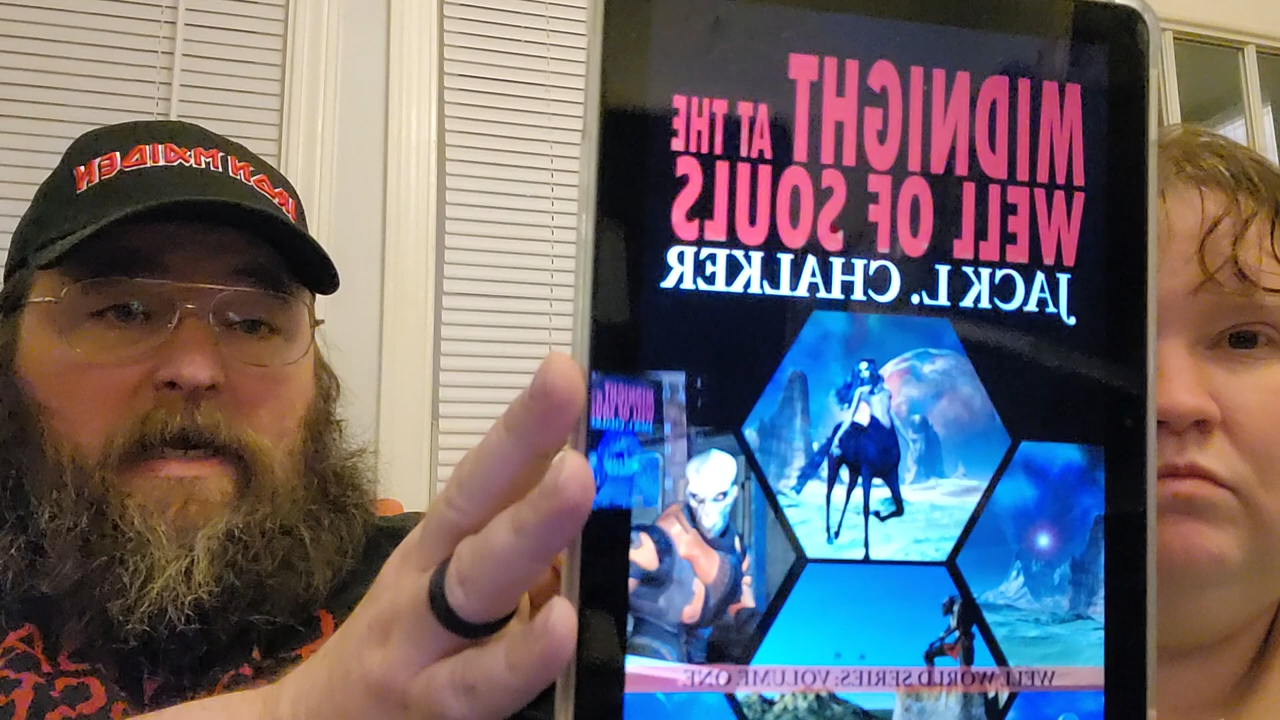 IRON MAIDEN
MIDNIGHT AT THE
WELL OF SOULS
JACK L. CHALKER
WELL WORLD SERIES: VOLUME ONE